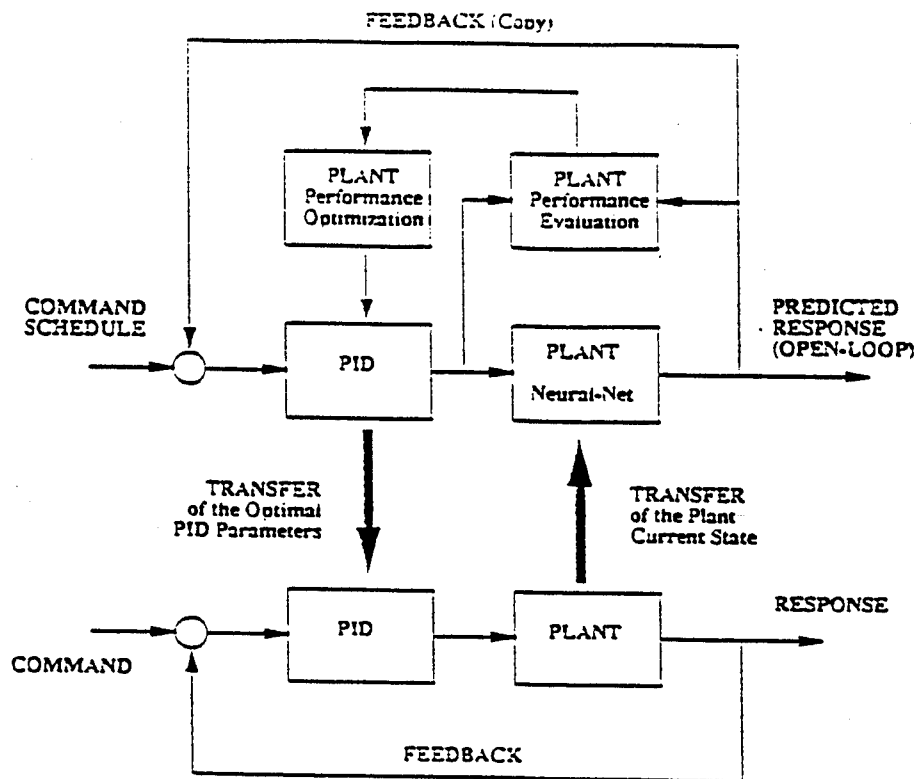 FEEDBACK (Copy)
PLANT
Performance
Optimization
PLANT
Performance
Evaluation
COMMAND
SCHEDULE
PREDICTED
RESPONSE
(OPEN-LOOP)
PID
PLANT
Neural-Net
TRANSFER
of the Optimal
PID Parameters
TRANSFER
of the Plant
Current State
PID
PLANT
RESPONSE
COMMAND
FEEDBACK